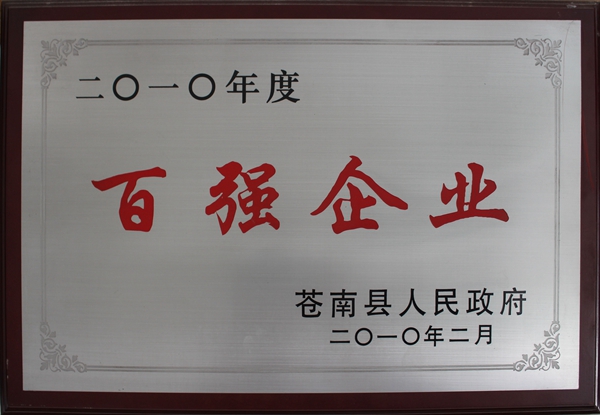 二〇一〇年度
百强企业
苍南县人民政府
二〇一〇年二月